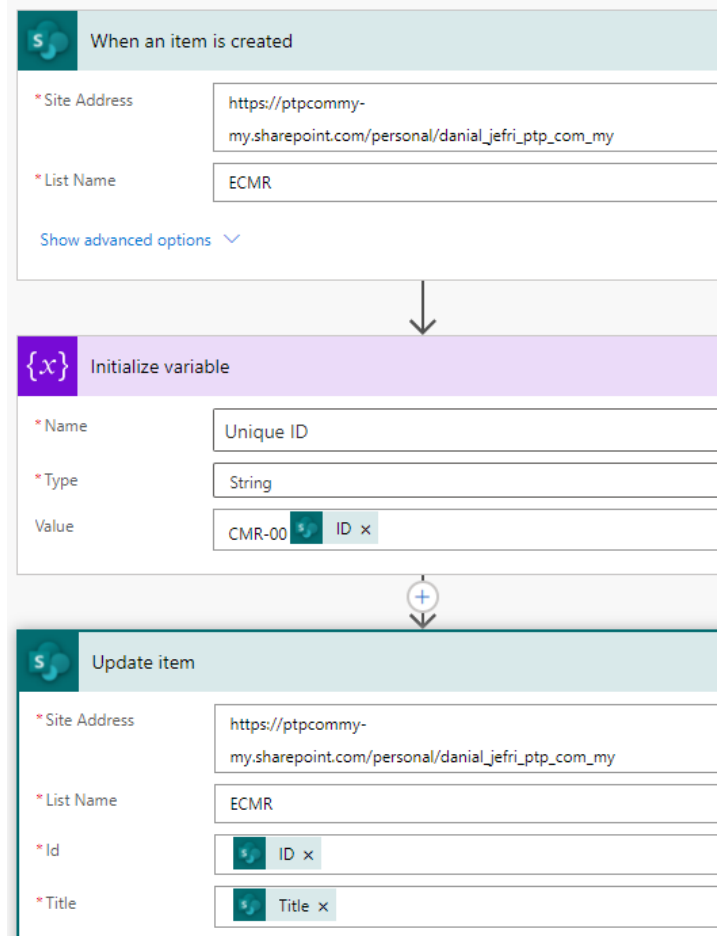 When an item is created
* Site Address
https://ptpcommy-
my.sharepoint.com/personal/danial_jefri_ptp_com_my
* List Name
ECMR
Show advanced options
{x} Initialize variable
* Name
Unique ID
* Type
String
Value
CMR-00 S ID ×
+
S Update item
* Site Address
https://ptpcommy-
my.sharepoint.com/personal/danial_jefri_ptp_com_my
* List Name
ECMR
* Id
S ID ×
* Title
S Title ×